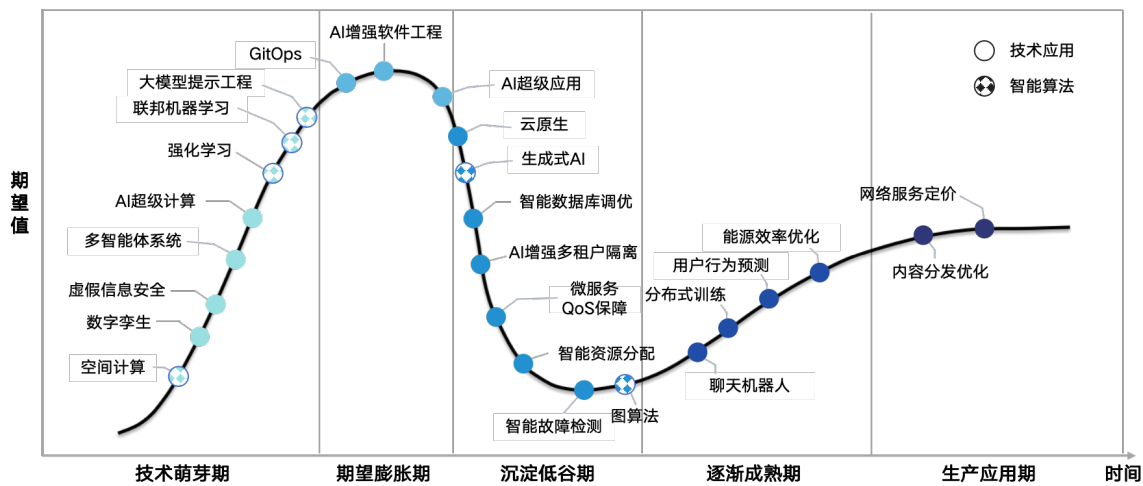 AI增强软件工程
GitOps
大模型提示工程
联邦机器学习
强化学习
AI超级计算
多智能体系统
虚假信息安全
数字孪生
空间计算
AI超级应用
云原生
生成式AI
智能数据库调优
AI增强多租户隔离
微服务
QoS保障
智能资源分配
智能故障检测
图算法
聊天机器人
分布式训练
用户行为预测
能源效率优化
网络服务定价
内容分发优化
技术应用
智能算法
期
望
值
技术萌芽期
期望膨胀期
沉淀低谷期
逐渐成熟期
生产应用期
时间